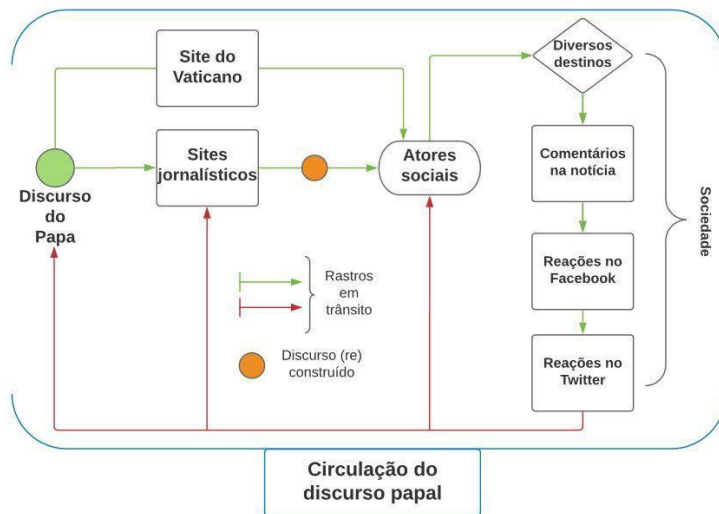 Site do
Vaticano
Diversos
destinos
Discurso
do
Papa
Sites
jornalísticos
Atores
sociais
Comentários
na notícia
Reações no
Facebook
Reações no
Twitter
Sociedade
Rastros
em
trânsito
Discurso (re)
construído
Circulação do
discurso papal